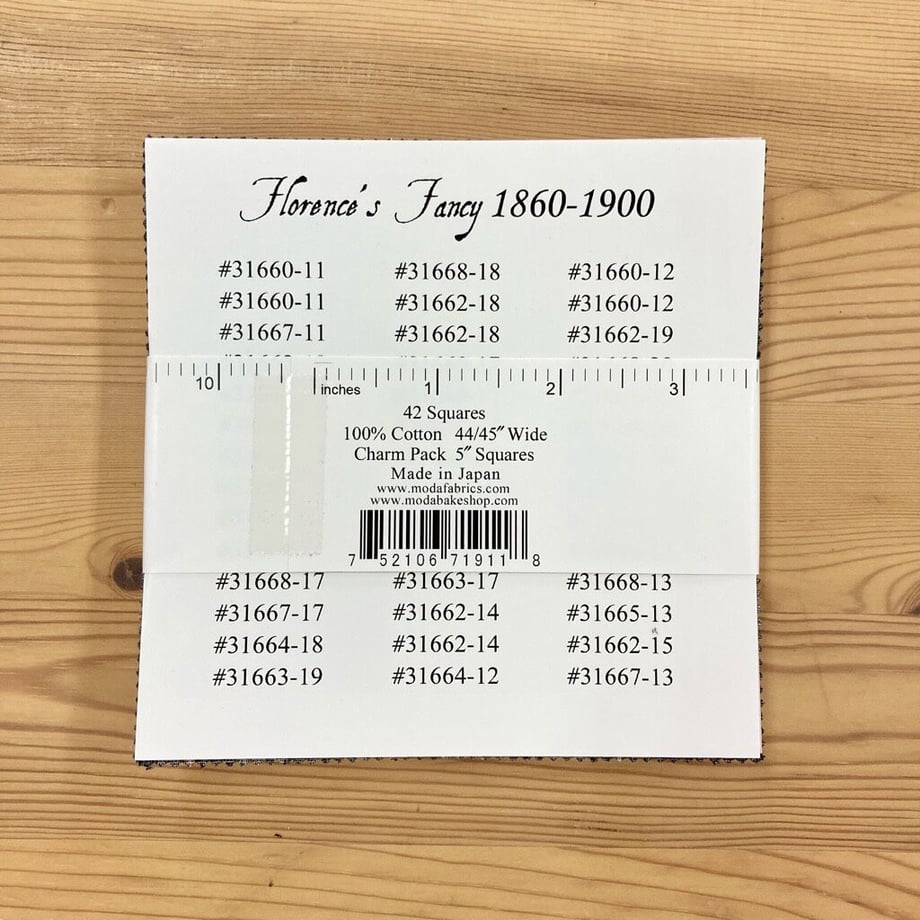 Florence's Fancy 1860-1900
#31660-11 #31668-18 #31660-12
#31660-11 #31662-18 #31660-12
#31667-11 #31662-18 #31662-19
10 inches 1 2 3
42 Squares
100% Cotton 44/45″ Wide
Charm Pack 5″ Squares
Made in Japan
www.modafabrics.com
www.modabakeshop.com
7 52106 71911 8
#31668-17 #31663-17 #31668-13
#31667-17 #31662-14 #31665-13
#31664-18 #31662-14 #31662-15
#31663-19 #31664-12 #31667-13